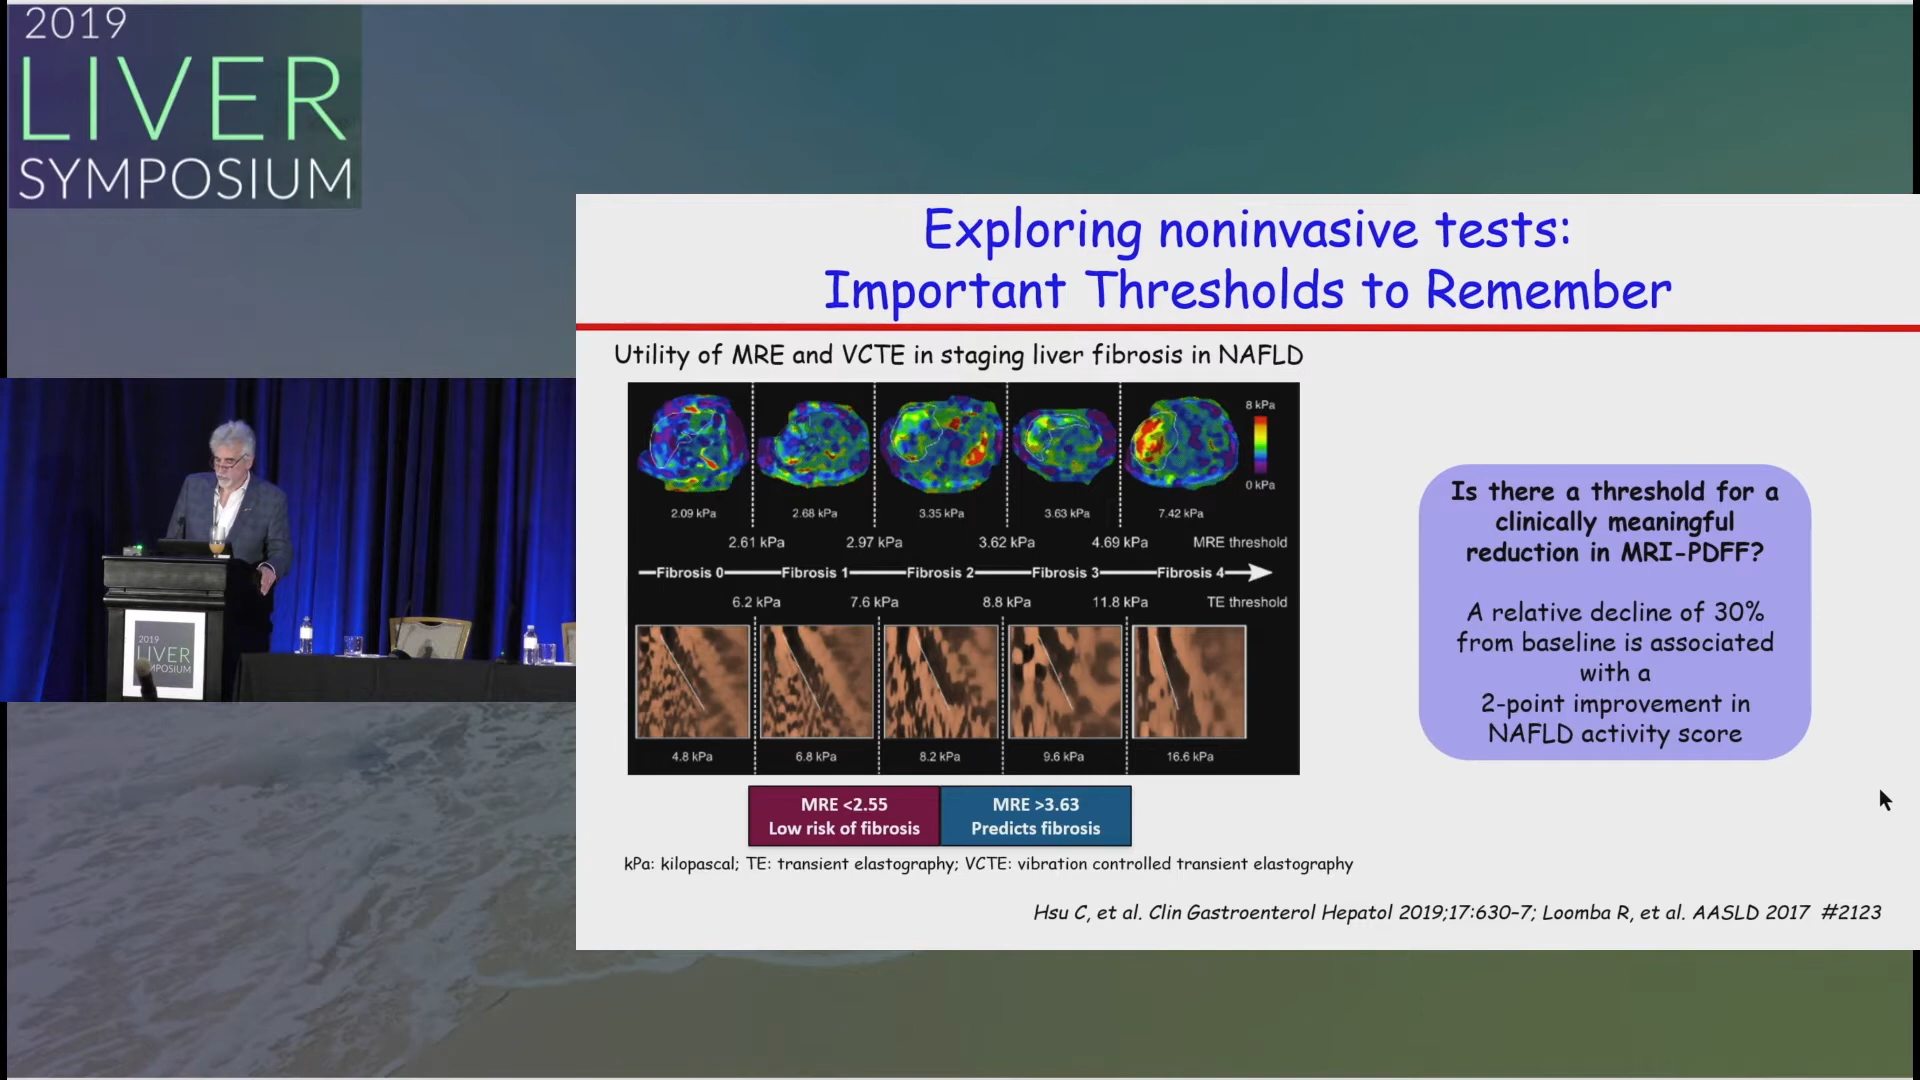 2019
LIVER
SYMPOSIUM
Exploring noninvasive tests:
Important Thresholds to Remember
Utility of MRE and VCTE in staging liver fibrosis in NAFLD
8 kPa
0 kPa
2.09 kPa 2.68 kPa 3.35 kPa 3.63 kPa 7.42 kPa
2.61 kPa 2.97 kPa 3.62 kPa 4.69 kPa MRE threshold
Fibrosis 0 Fibrosis 1 Fibrosis 2 Fibrosis 3 Fibrosis 4
6.2 kPa 7.6 kPa 8.8 kPa 11.8 kPa TE threshold
4.8 kPa 6.8 kPa 8.2 kPa 9.6 kPa 16.6 kPa
MRE <2.55
Low risk of fibrosis
MRE >3.63
Predicts fibrosis
kPa: kilopascal; TE: transient elastography; VCTE: vibration controlled transient elastography
Is there a threshold for a
clinically meaningful
reduction in MRI-PDFF?
A relative decline of 30%
from baseline is associated
with a
2-point improvement in
NAFLD activity score
Hsu C, et al. Clin Gastroenterol Hepatol 2019;17:630–7; Loomba R, et al. AASLD 2017 #2123
2019
LIVER
MPOSIUM